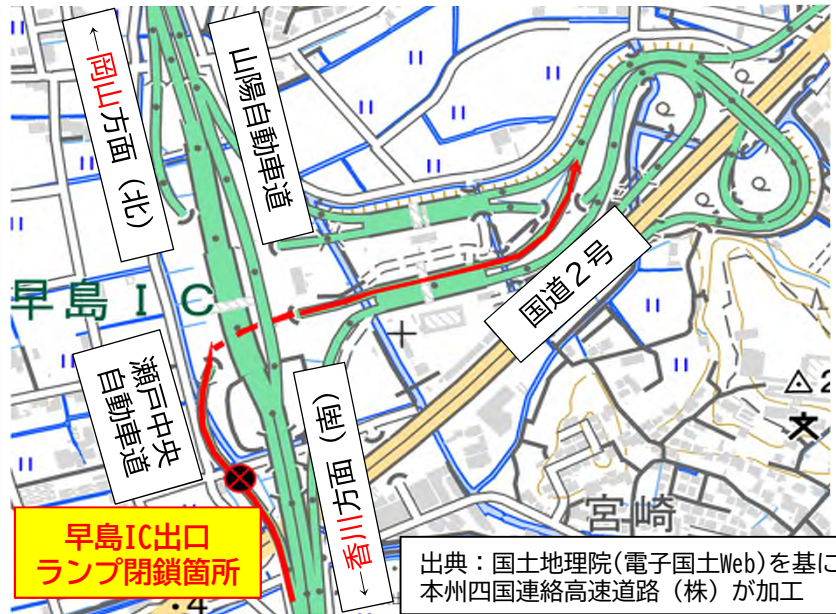 ←岡山方面（北）
山陽自動車道
早島ＩＣ
国道２号
瀬戸中央
自動車道
←香川方面（南）
早島IC出口
ランプ閉鎖箇所
宮崎
2
.4
出典：国土地理院(電子国土Web)を基に
本州四国連絡高速道路（株）が加工